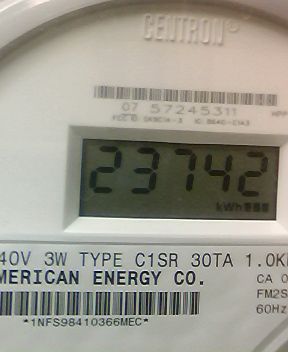 CENTRON®
07 57245311
23742
kWh
40V 3W TYPE C1SR 30TA 1.0K
MERICAN ENERGY CO.
CA 0
FM2S
60Hz
*1NFS98410366MEC*